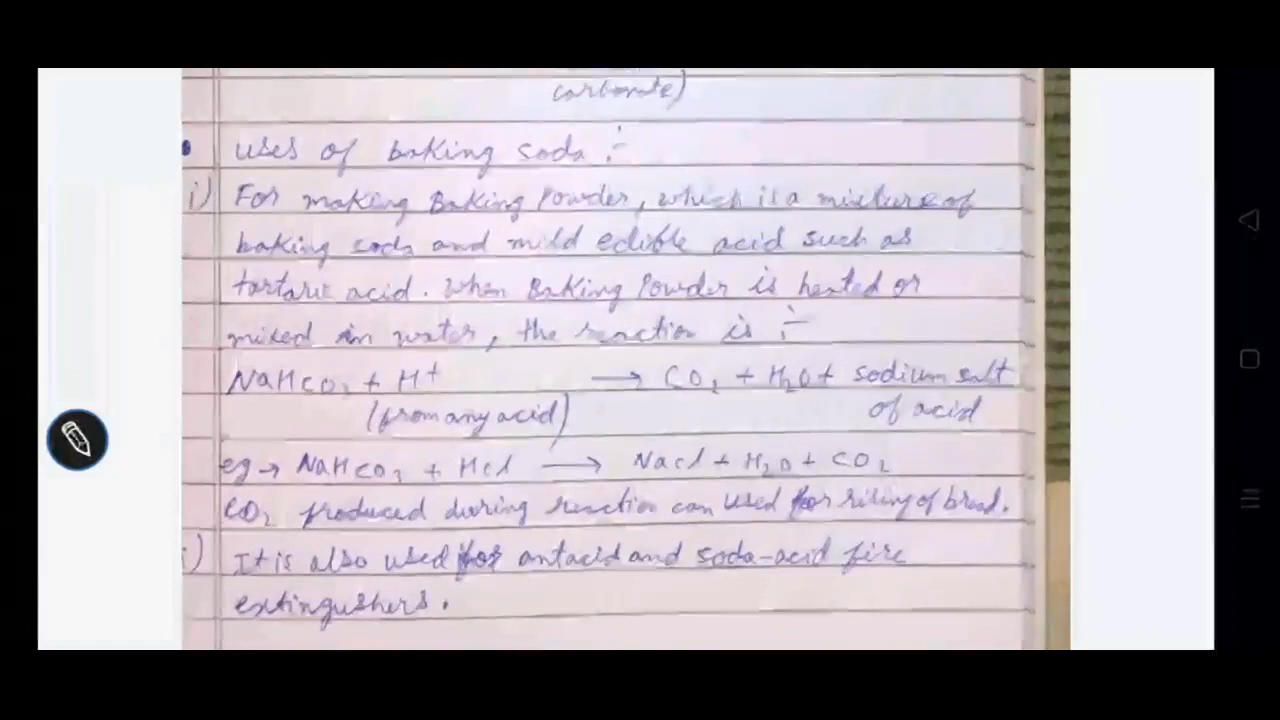 carbonate)
• uses of baking soda :-
i) For making Baking Powder, which is a mixture of
baking soda and mild edible acid such as
tartaric acid. When Baking Powder is heated or
mixed in water, the reaction is :-
NaHCO3 + H+ → CO2 + H2O + sodium salt
(from any acid) of acid
eg → NaHCO3 + HCl → NaCl + H2O + CO2
CO2 produced during reaction can used for rising of bread.
i) It is also used for antacid and soda-acid fire
extingushers.